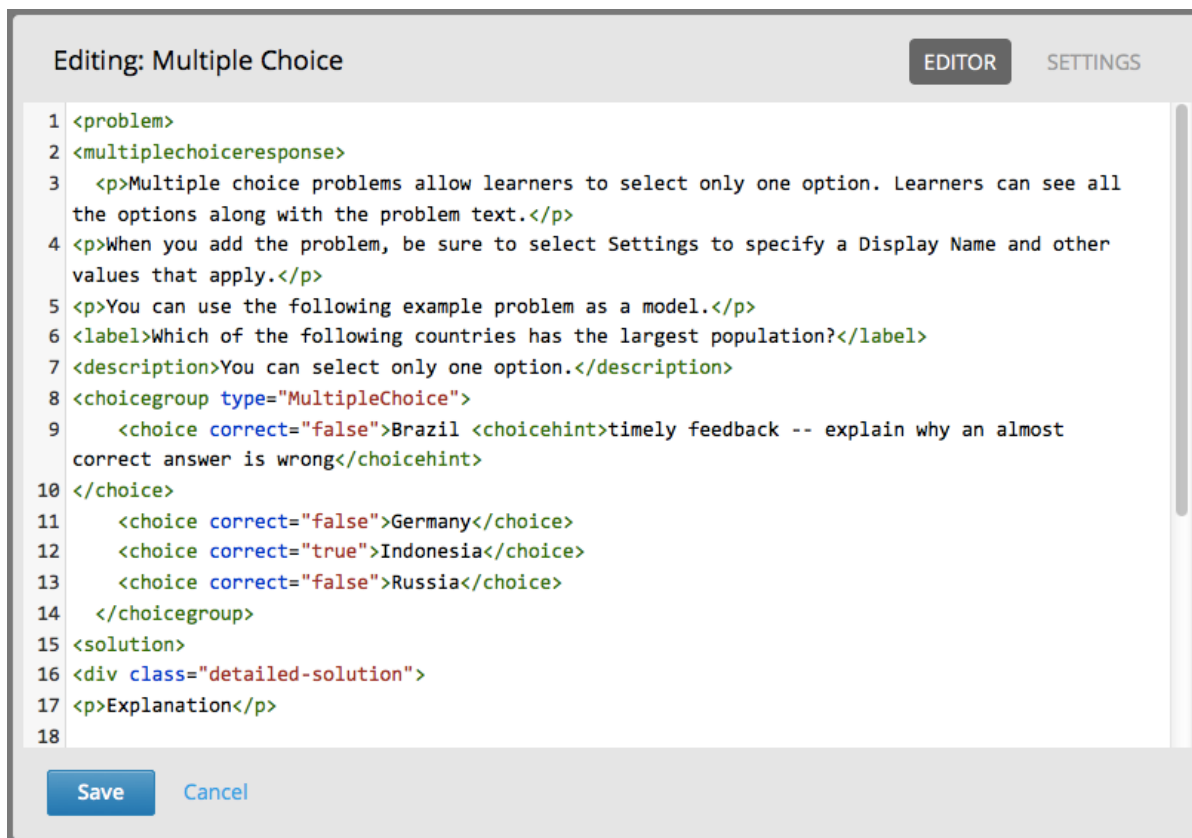 Editing: Multiple Choice
EDITOR
SETTINGS
1 <problem>
2 <multiplechoiceresponse>
3   <p>Multiple choice problems allow learners to select only one option. Learners can see all
the options along with the problem text.</p>
4 <p>When you add the problem, be sure to select Settings to specify a Display Name and other
values that apply.</p>
5 <p>You can use the following example problem as a model.</p>
6 <label>Which of the following countries has the largest population?</label>
7 <description>You can select only one option.</description>
8 <choicegroup type="MultipleChoice">
9     <choice correct="false">Brazil <choicehint>timely feedback -- explain why an almost
correct answer is wrong</choicehint>
10 </choice>
11     <choice correct="false">Germany</choice>
12     <choice correct="true">Indonesia</choice>
13     <choice correct="false">Russia</choice>
14   </choicegroup>
15 <solution>
16 <div class="detailed-solution">
17 <p>Explanation</p>
18
Save
Cancel